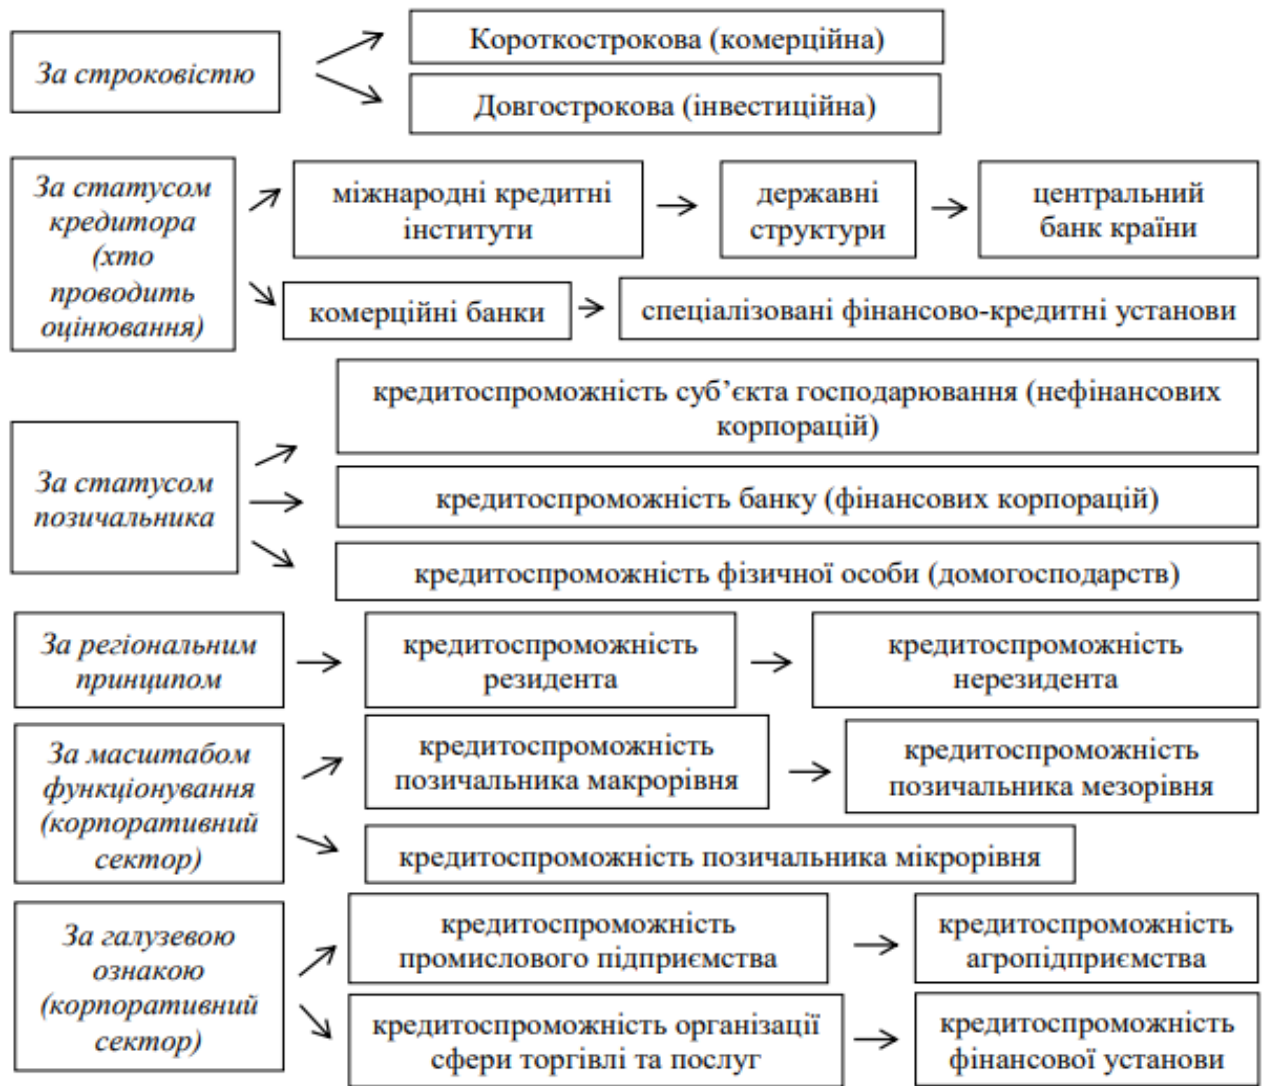 За строковістю
Короткострокова (комерційна)
Довгострокова (інвестиційна)
За статусом
кредитора
(хто
проводить
оцінювання)
міжнародні кредитні
інститути
державні
структури
центральний
банк країни
комерційні банки
спеціалізовані фінансово-кредитні установи
За статусом
позичальника
кредитоспроможність суб’єкта господарювання (нефінансових
корпорацій)
кредитоспроможність банку (фінансових корпорацій)
кредитоспроможність фізичної особи (домогосподарств)
За регіональним
принципом
кредитоспроможність
резидента
кредитоспроможність
нерезидента
За масштабом
функціонування
(корпоративний
сектор)
кредитоспроможність
позичальника макрорівня
кредитоспроможність
позичальника мезорівня
кредитоспроможність позичальника мікрорівня
За галузевою
ознакою
(корпоративний
сектор)
кредитоспроможність
промислового підприємства
кредитоспроможність
агропідприємства
кредитоспроможність організації
сфери торгівлі та послуг
кредитоспроможність
фінансової установи